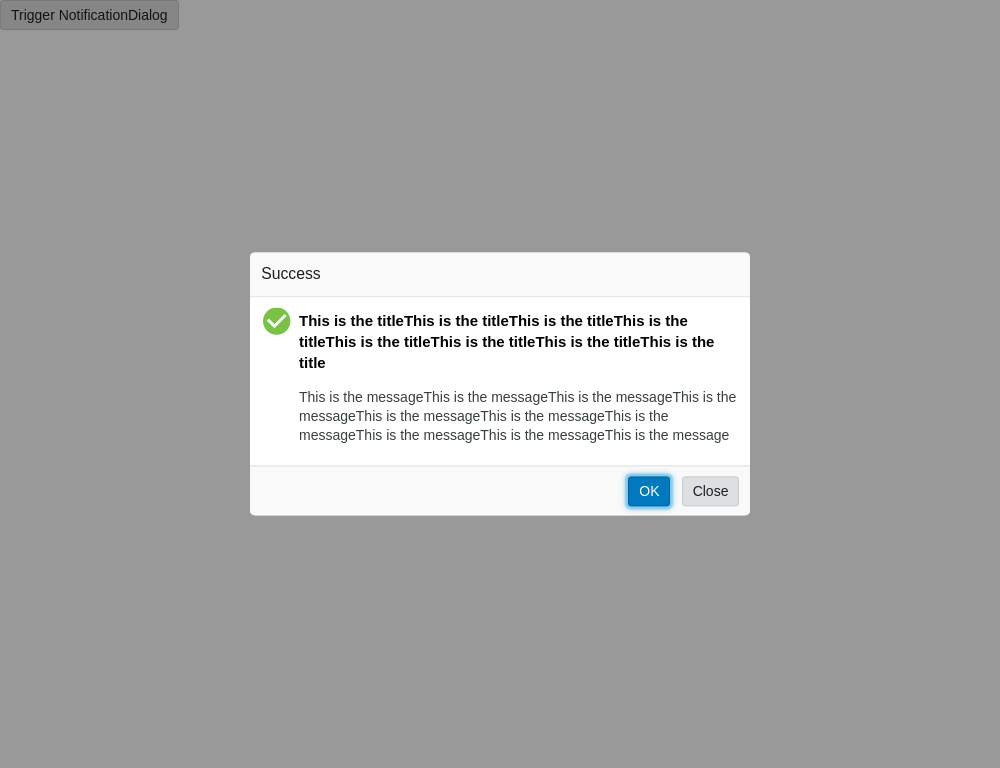 Trigger NotificationDialog
Success
This is the titleThis is the titleThis is the titleThis is the
titleThis is the titleThis is the titleThis is the titleThis is the
title
This is the messageThis is the messageThis is the messageThis is the
messageThis is the messageThis is the messageThis is the
messageThis is the messageThis is the messageThis is the message
OK Close